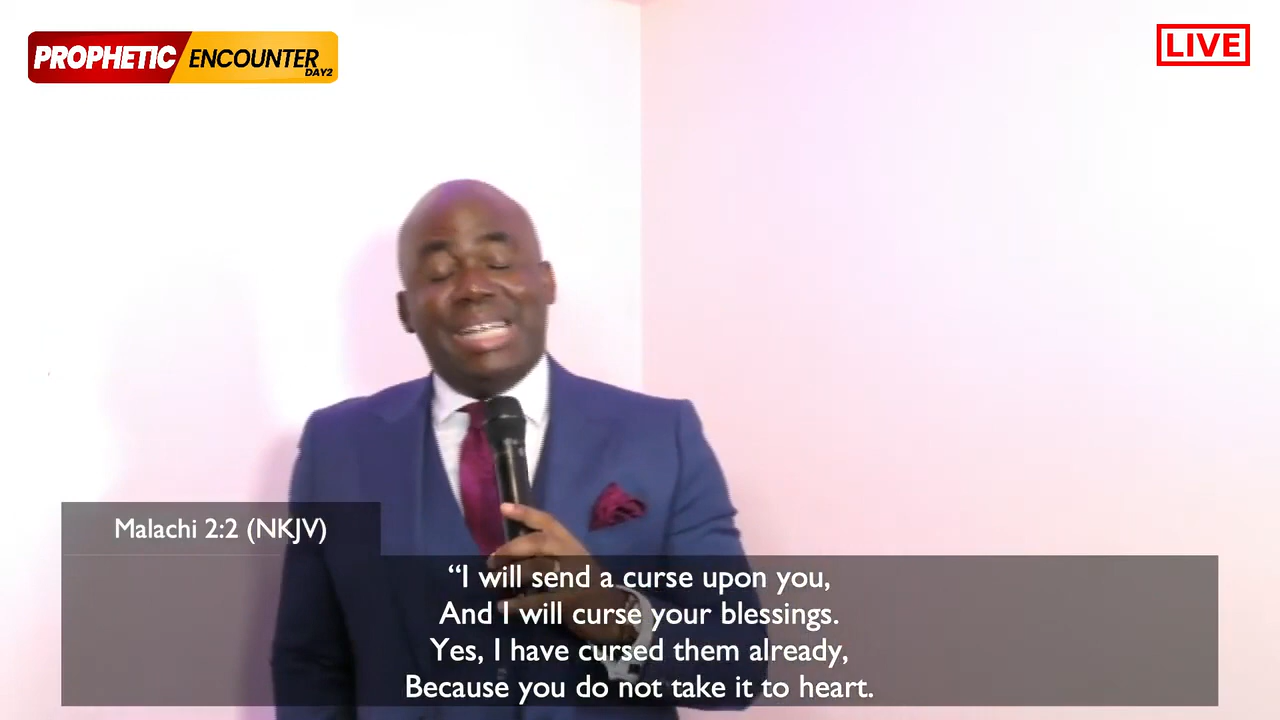 PROPHETIC ENCOUNTER
DAY2
LIVE
Malachi 2:2 (NKJV)
“I will send a curse upon you,
And I will curse your blessings.
Yes, I have cursed them already,
Because you do not take it to heart.